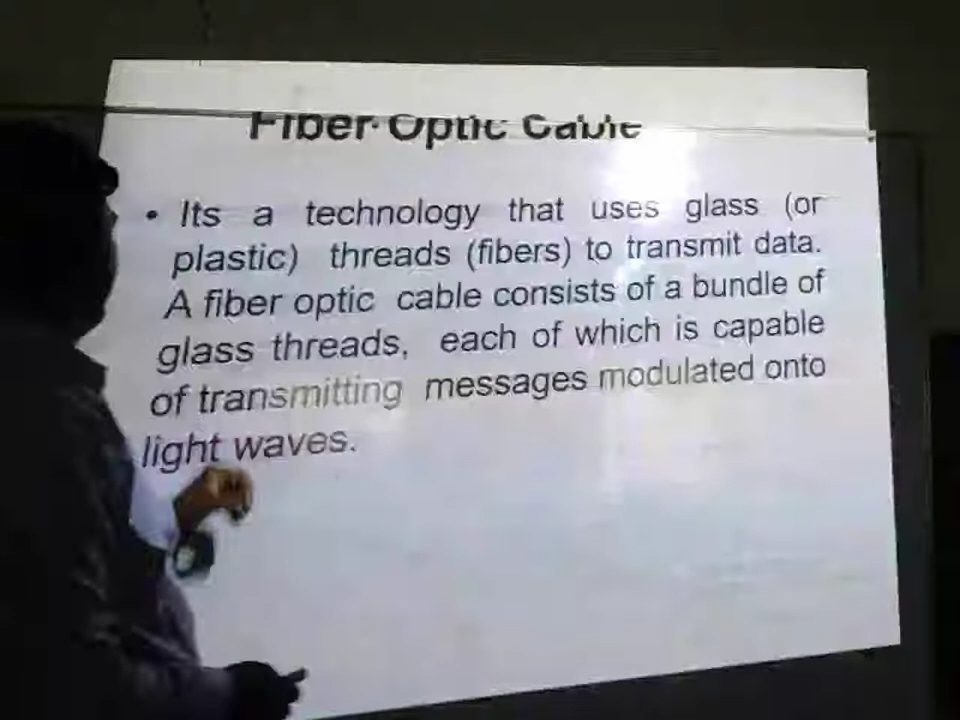 Fiber Optic Cable
• Its a technology that uses glass (or
plastic) threads (fibers) to transmit data.
A fiber optic cable consists of a bundle of
glass threads, each of which is capable
of transmitting messages modulated onto
light waves.